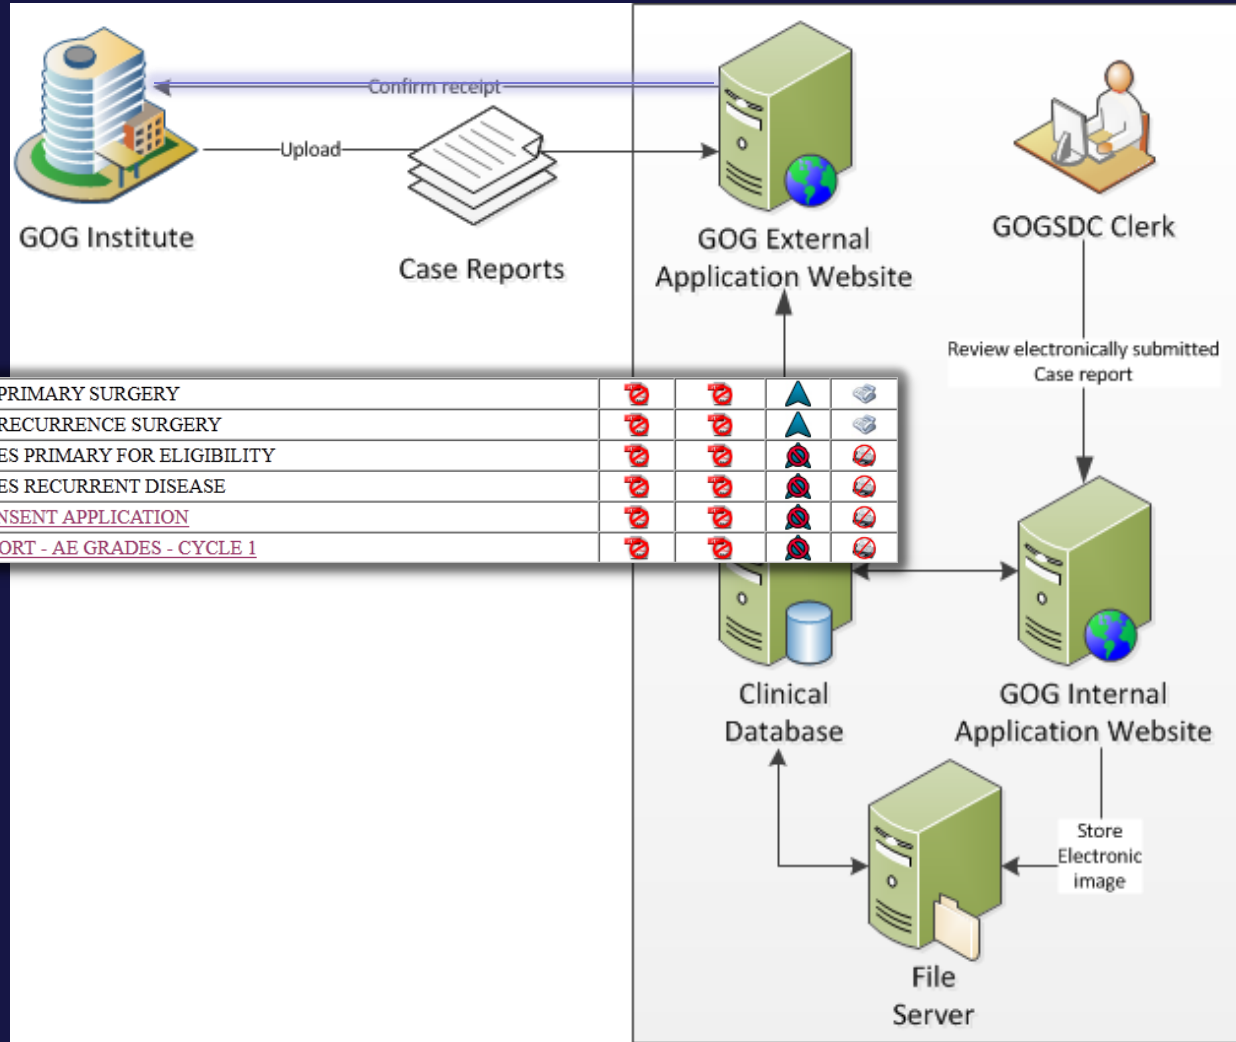 Confirm receipt
Upload
GOG Institute
Case Reports
GOG External
Application Website
GOGSDC Clerk
Review electronically submitted
Case report
PRIMARY SURGERY
RECURRENCE SURGERY
ES PRIMARY FOR ELIGIBILITY
ES RECURRENT DISEASE
NSENT APPLICATION
ORT - AE GRADES - CYCLE 1
Clinical
Database
GOG Internal
Application Website
Store
Electronic
image
File
Server